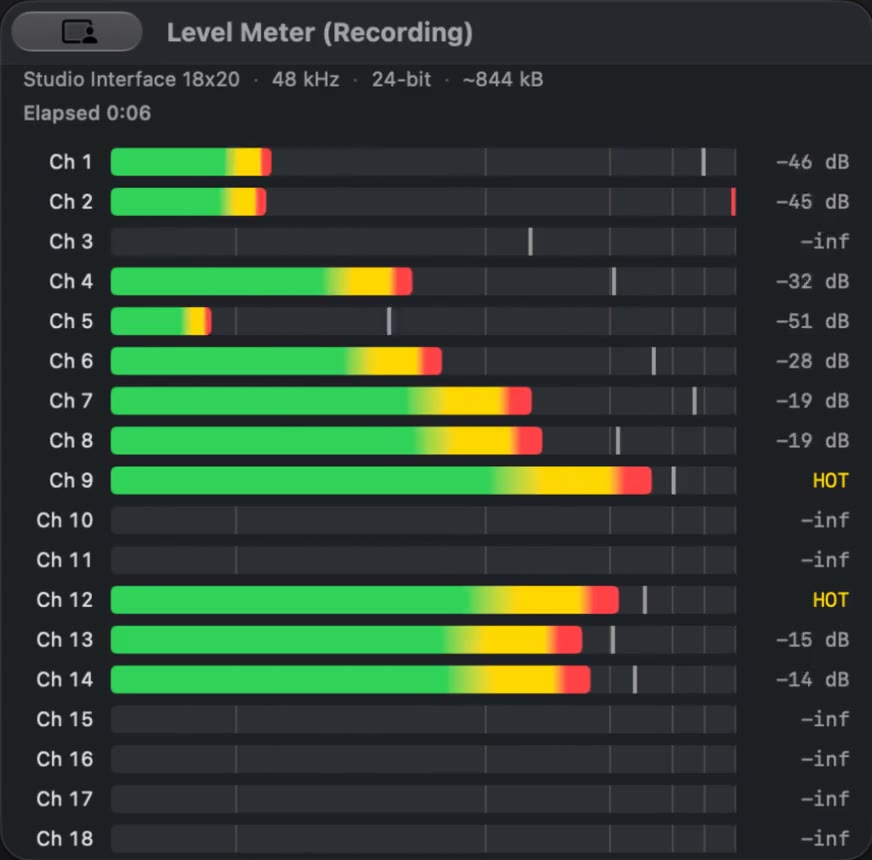 Level Meter (Recording)
Studio Interface 18x20 · 48 kHz · 24-bit · ~844 kB
Elapsed 0:06
Ch 1 −46 dB
Ch 2 −45 dB
Ch 3 −inf
Ch 4 −32 dB
Ch 5 −51 dB
Ch 6 −28 dB
Ch 7 −19 dB
Ch 8 −19 dB
Ch 9 HOT
Ch 10 −inf
Ch 11 −inf
Ch 12 HOT
Ch 13 −15 dB
Ch 14 −14 dB
Ch 15 −inf
Ch 16 −inf
Ch 17 −inf
Ch 18 −inf